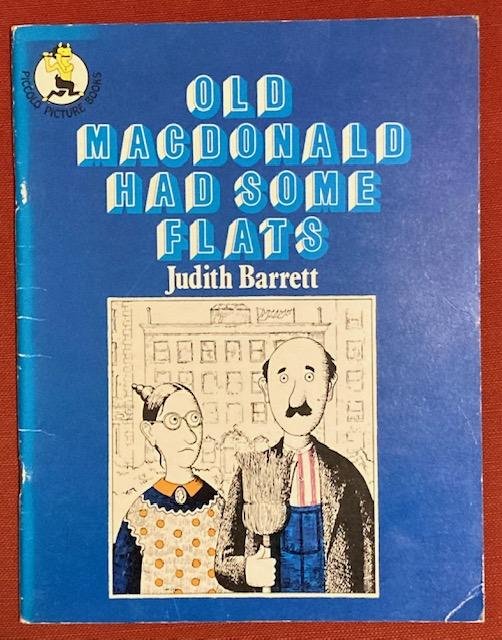 PICCOLO PICTURE BOOKS
OLD
MACDONALD
HAD SOME
FLATS
Judith Barrett